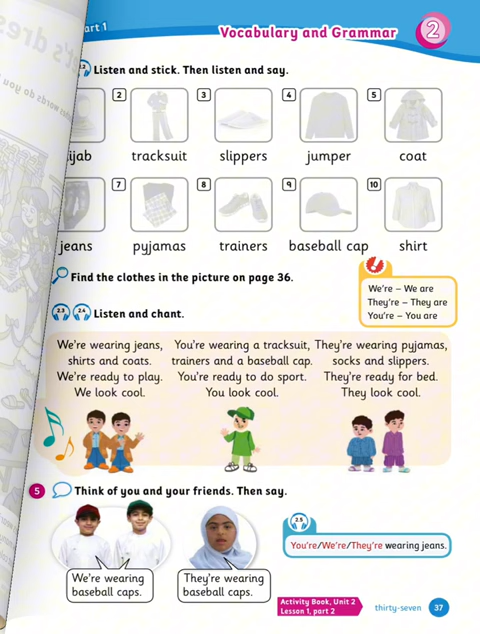 art 1
Vocabulary and Grammar
2
Listen and stick. Then listen and say.
2 3 4 5
ijab tracksuit slippers jumper coat
7 8 9 10
jeans pyjamas trainers baseball cap shirt
Find the clothes in the picture on page 36.
We're – We are
They're – They are
You're – You are
2.3 2.4 Listen and chant.
We're wearing jeans,
shirts and coats.
We're ready to play.
We look cool.
You're wearing a tracksuit,
trainers and a baseball cap.
You're ready to do sport.
You look cool.
They're wearing pyjamas,
socks and slippers.
They're ready for bed.
They look cool.
5 Think of you and your friends. Then say.
2.5
You're/We're/They're wearing jeans.
We're wearing
baseball caps.
They're wearing
baseball caps.
Activity Book, Unit 2
Lesson 1, part 2
thirty-seven 37